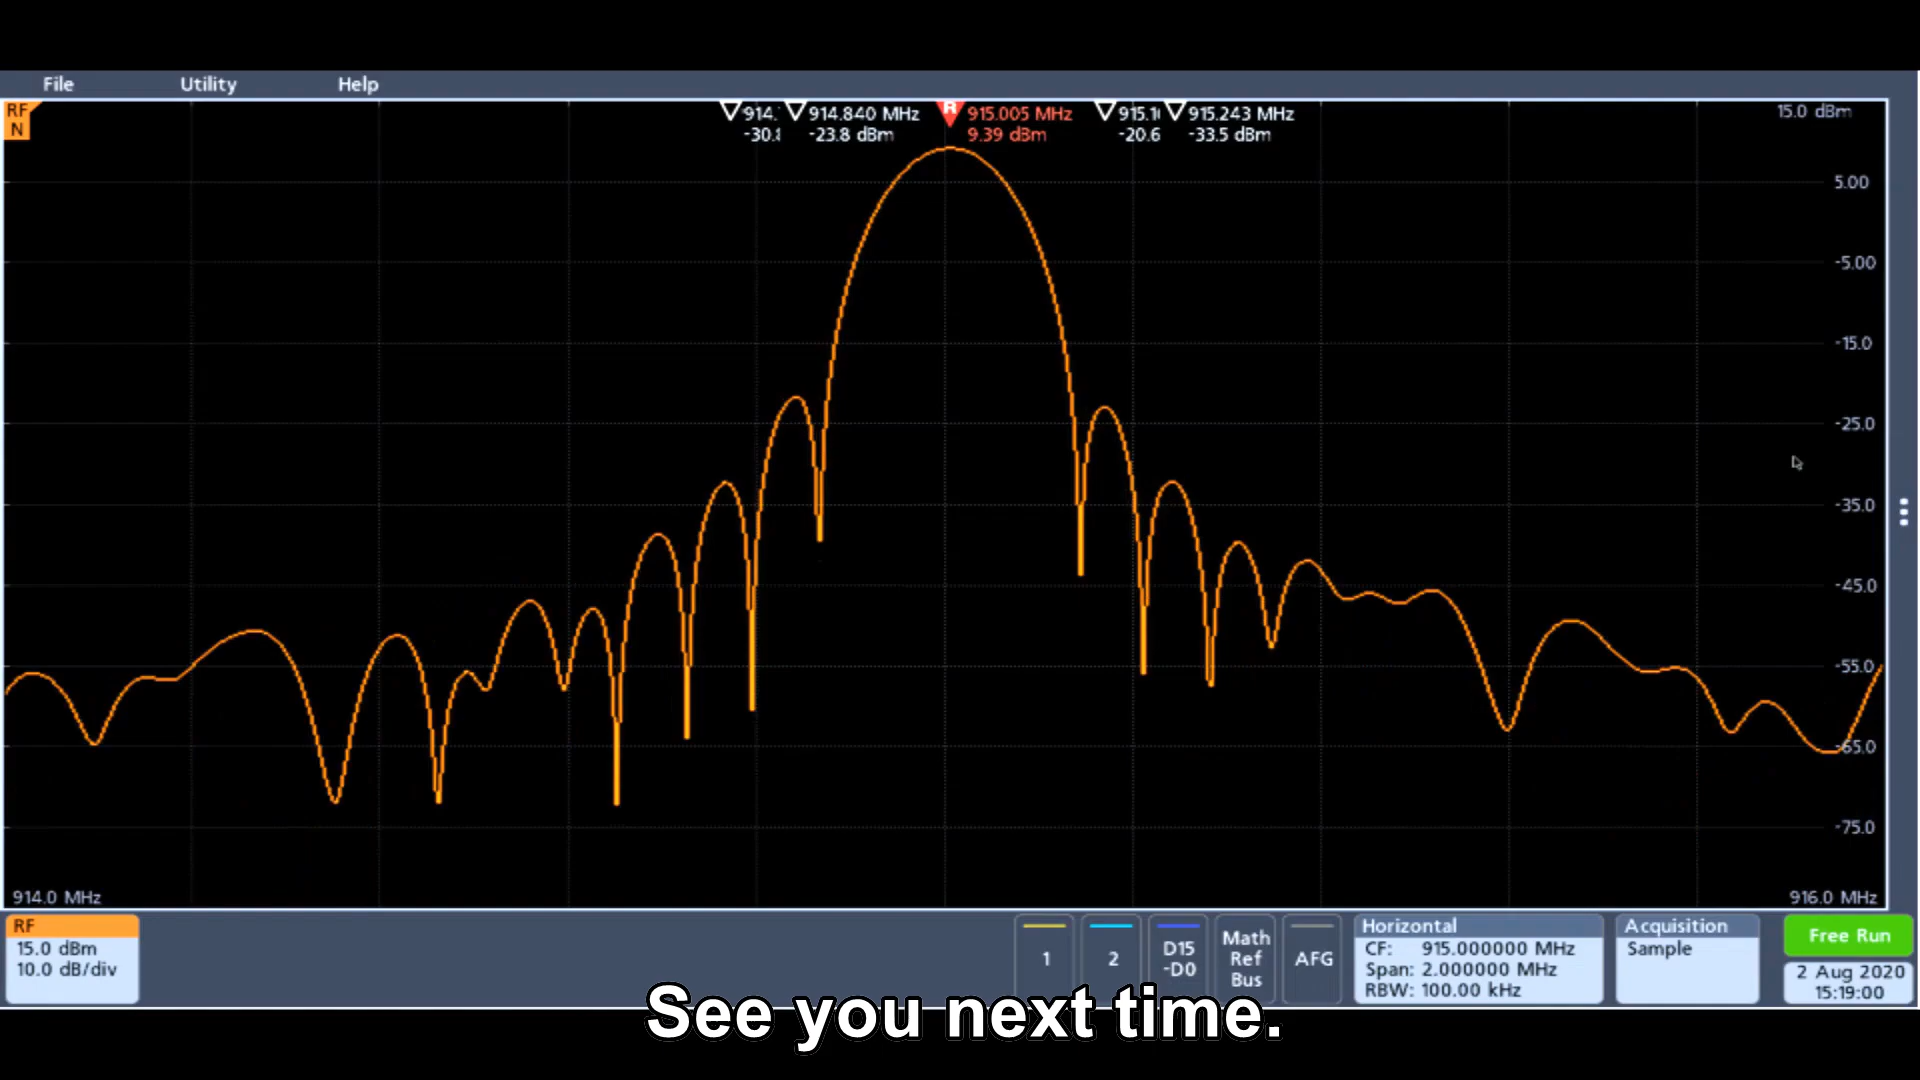 File Utility Help
RF
N
914. 914.840 MHz R 915.005 MHz 915.1 915.243 MHz 15.0 dBm
-30. -23.8 dBm 9.39 dBm -20.6 -33.5 dBm
5.00
-5.00
-15.0
-25.0
-35.0
-45.0
-55.0
-65.0
-75.0
914.0 MHz 916.0 MHz
RF
15.0 dBm
10.0 dB/div
1
2
D15
-D0
Math
Ref
Bus
AFG
Horizontal
CF: 915.000000 MHz
Span: 2.000000 MHz
RBW: 100.00 kHz
Acquisition
Sample
Free Run
2 Aug 2020
15:19:00
See you next time.